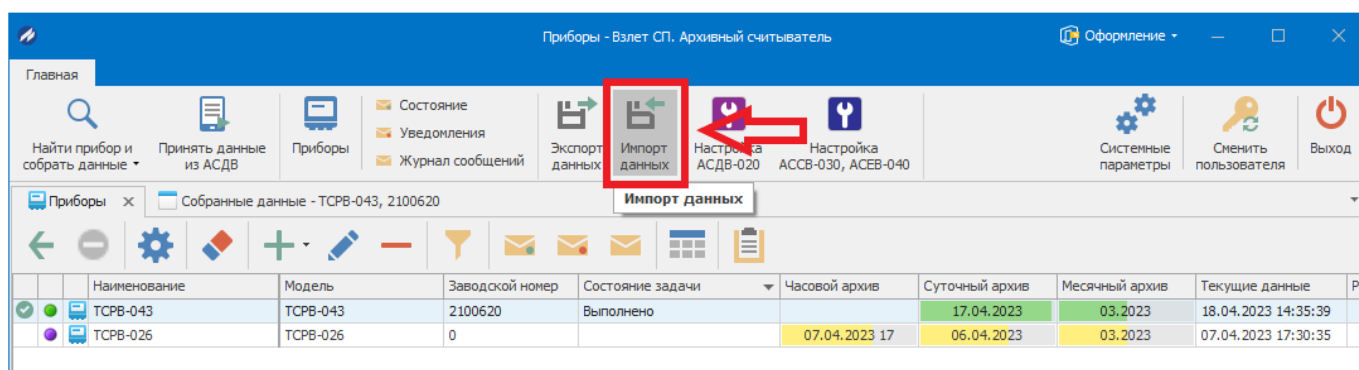 Приборы - Взлет СП. Архивный считыватель
Оформление
Главная
Найти прибор и собрать данные
Принять данные из АСДВ
Приборы
Состояние
Уведомления
Журнал сообщений
Экспорт данных
Импорт данных
Настройка АСДВ-020
Настройка АССВ-030, АСЕВ-040
Системные параметры
Сменить пользователя
Выход
Импорт данных
Приборы
Собранные данные - ТСРВ-043, 2100620
Наименование Модель Заводской номер Состояние задачи Часовой архив Суточный архив Месячный архив Текущие данные Р
ТСРВ-043 ТСРВ-043 2100620 Выполнено 17.04.2023 03.2023 18.04.2023 14:35:39
ТСРВ-026 ТСРВ-026 0 07.04.2023 17 06.04.2023 03.2023 07.04.2023 17:30:35